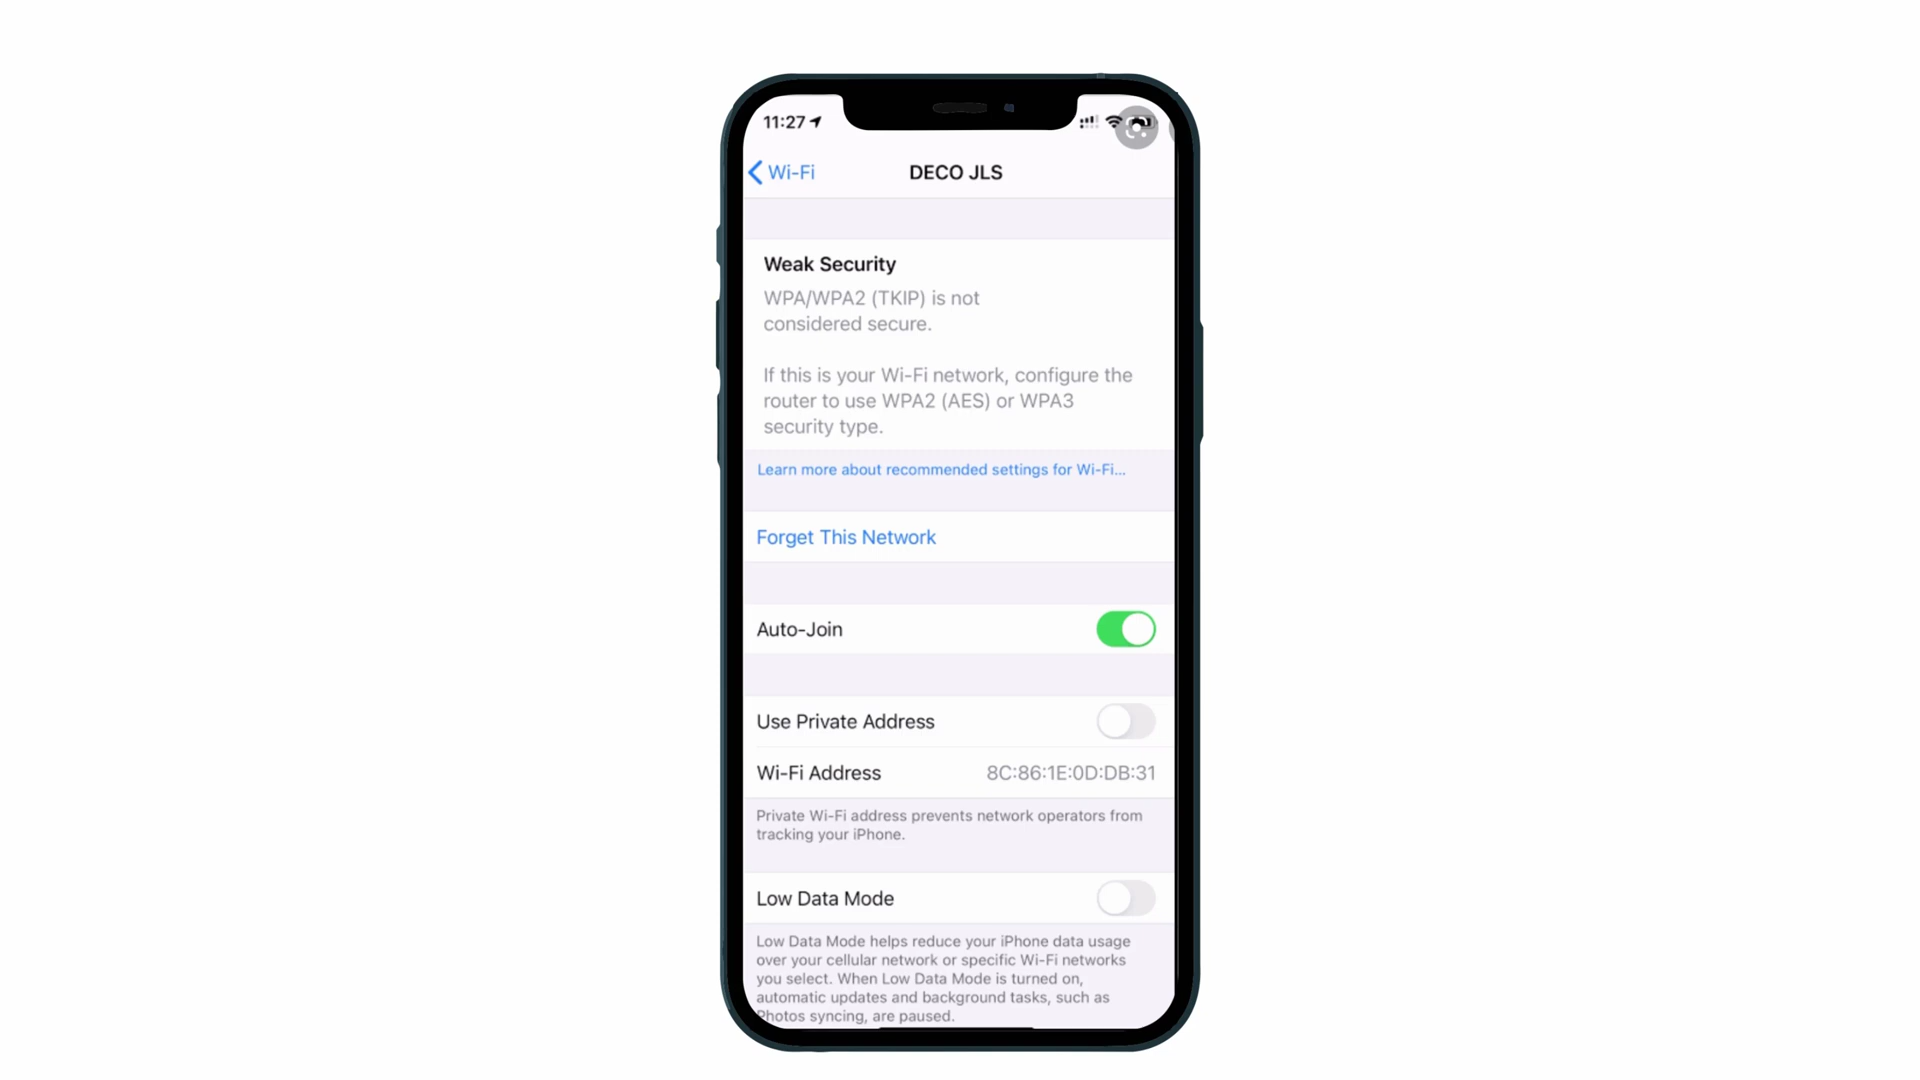 11:27
Wi-Fi
DECO JLS
Weak Security
WPA/WPA2 (TKIP) is not
considered secure.
If this is your Wi-Fi network, configure the
router to use WPA2 (AES) or WPA3
security type.
Learn more about recommended settings for Wi-Fi...
Forget This Network
Auto-Join
Use Private Address
Wi-Fi Address 8C:86:1E:0D:DB:31
Private Wi-Fi address prevents network operators from
tracking your iPhone.
Low Data Mode
Low Data Mode helps reduce your iPhone data usage
over your cellular network or specific Wi-Fi networks
you select. When Low Data Mode is turned on,
automatic updates and background tasks, such as
Photos syncing, are paused.